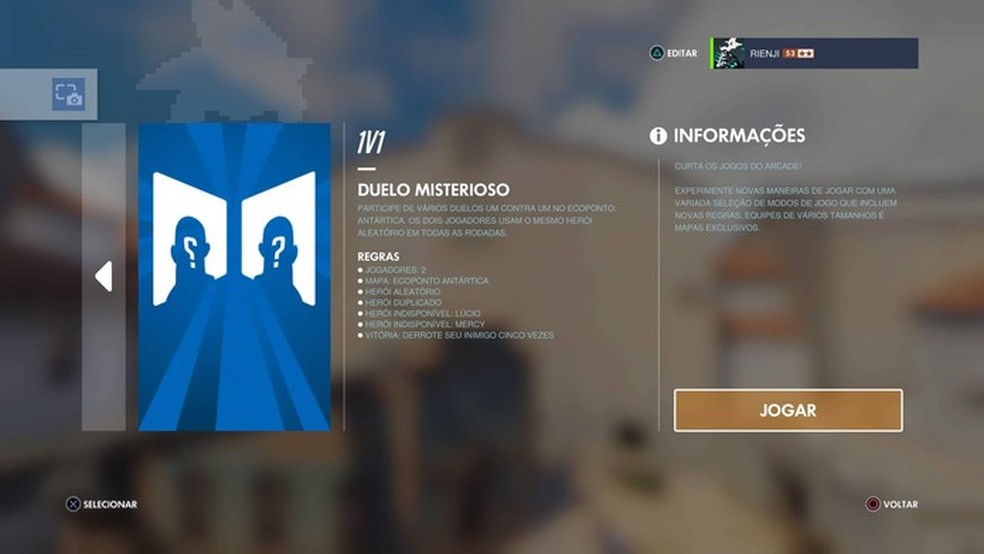 EDITAR
RIENJI 53
1V1
DUELO MISTERIOSO
PARTICIPE DE VÁRIOS DUELOS UM CONTRA UM NO ECOPONTO:
ANTÁRTICA. OS DOIS JOGADORES USAM O MESMO HERÓI
ALEATÓRIO EM TODAS AS RODADAS.
REGRAS
JOGADORES: 2
MAPA: ECOPONTO ANTÁRTICA
HERÓI ALEATÓRIO
HERÓI DUPLICADO
HERÓI INDISPONÍVEL: LÚCIO
HERÓI INDISPONÍVEL: MERCY
VITÓRIA: DERROTE SEU INIMIGO CINCO VEZES
INFORMAÇÕES
CURTA OS JOGOS DO ARCADE!
EXPERIMENTE NOVAS MANEIRAS DE JOGAR COM UMA
VARIADA SELEÇÃO DE MODOS DE JOGO QUE INCLUEM
NOVAS REGRAS, EQUIPES DE VÁRIOS TAMANHOS E
MAPAS EXCLUSIVOS.
JOGAR
SELECIONAR
VOLTAR